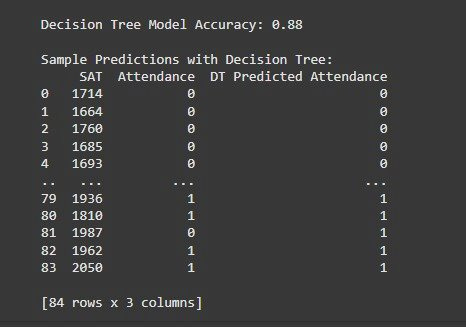 Decision Tree Model Accuracy: 0.88
Sample Predictions with Decision Tree:
SAT Attendance DT Predicted Attendance
0 1714 0 0
1 1664 0 0
2 1760 0 0
3 1685 0 0
4 1693 0 0
.. ... ... ...
79 1936 1 1
80 1810 1 1
81 1987 0 1
82 1962 1 1
83 2050 1 1
[84 rows x 3 columns]